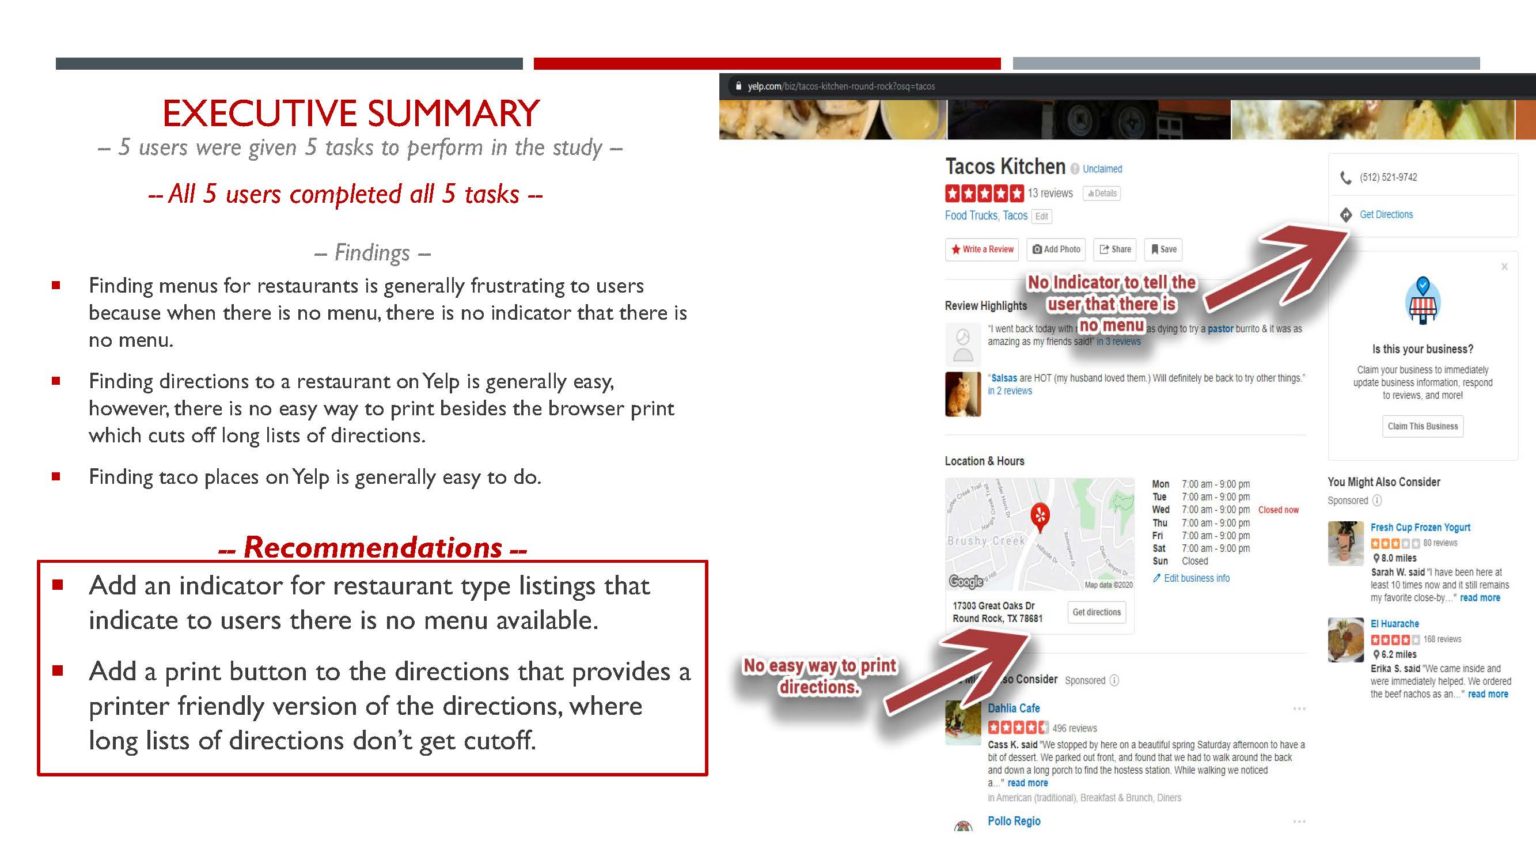 EXECUTIVE SUMMARY
– 5 users were given 5 tasks to perform in the study –
-- All 5 users completed all 5 tasks --
– Findings –
Finding menus for restaurants is generally frustrating to users
because when there is no menu, there is no indicator that there is
no menu.
Finding directions to a restaurant on Yelp is generally easy,
however, there is no easy way to print besides the browser print
which cuts off long lists of directions.
Finding taco places on Yelp is generally easy to do.
-- Recommendations --
Add an indicator for restaurant type listings that
indicate to users there is no menu available.
Add a print button to the directions that provides a
printer friendly version of the directions, where
long lists of directions don't get cutoff.
yelp.com/biz/tacos-kitchen-round-rock?osq=tacos
Tacos Kitchen Unclaimed
13 reviews Details
Food Trucks, Tacos Edit
Write a Review Add Photo Share Save
No Indicator to tell the
user that there is
no menu
Review Highlights
"I went back today with as dying to try a pastor burrito & it was as
amazing as my friends said!" in 3 reviews
"Salsas are HOT (my husband loved them.) Will definitely be back to try other things."
in 2 reviews
Location & Hours
Brushy Creek
Google
Map data ©2020
17303 Great Oaks Dr
Round Rock, TX 78681
Get directions
Mon 7:00 am - 9:00 pm
Tue 7:00 am - 9:00 pm
Wed 7:00 am - 9:00 pm Closed now
Thu 7:00 am - 9:00 pm
Fri 7:00 am - 9:00 pm
Sat 7:00 am - 9:00 pm
Sun Closed
Edit business info
No easy way to print
directions.
so Consider Sponsored
Dahlia Cafe
496 reviews
Cass K. said "We stopped by here on a beautiful spring Saturday afternoon to have a
bit of dessert. We parked out front, and found that we had to walk around the back
and down a long porch to find the hostess station. While walking we noticed
a..." read more
in American (traditional), Breakfast & Brunch, Diners
Pollo Regio
(512) 521-9742
Get Directions
Is this your business?
Claim your business to immediately
update business information, respond
to reviews, and more!
Claim This Business
You Might Also Consider
Sponsored
Fresh Cup Frozen Yogurt
80 reviews
8.0 miles
Sarah W. said "I have been here at
least 10 times now and it still remains
my favorite close-by..." read more
El Huarache
168 reviews
6.2 miles
Erika S. said "We came inside and
were immediately helped. We ordered
the beef nachos as an..." read more